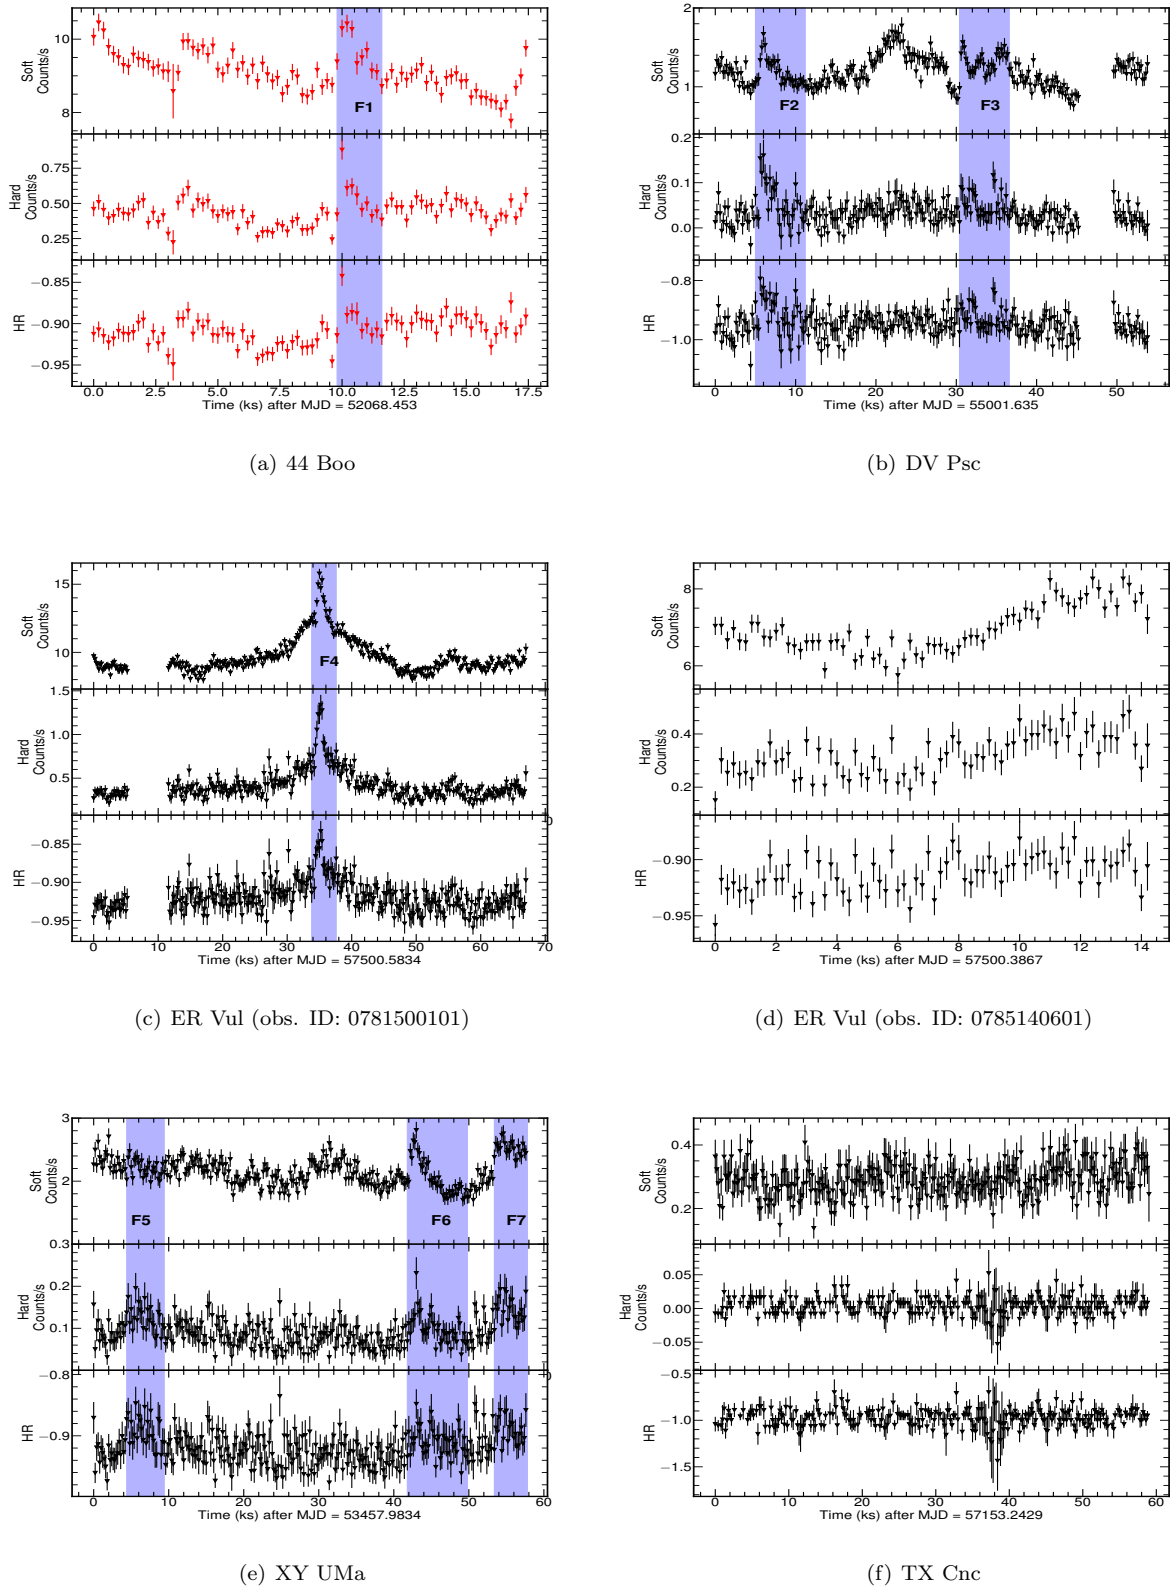 10
8
Soft
Counts/s
F1
0.75
0.50
0.25
Hard
Counts/s
−0.85
−0.90
−0.95
HR
0.0 2.5 5.0 7.5 10.0 12.5 15.0 17.5
Time (ks) after MJD = 52068.453
(a) 44 Boo
2
1
Soft
Counts/s
F2 F3
0.2
0.1
0.0
Hard
Counts/s
−0.8
−1.0
HR
0 10 20 30 40 50
Time (ks) after MJD = 55001.635
(b) DV Psc
15
10
Soft
Counts/s
F4
1.5
1.0
0.5
Hard
Counts/s
0
−0.85
−0.90
−0.95
HR
0 10 20 30 40 50 60 70
Time (ks) after MJD = 57500.5834
(c) ER Vul (obs. ID: 0781500101)
8
6
Soft
Counts/s
0.4
0.2
Hard
Counts/s
−0.90
−0.95
HR
0 2 4 6 8 10 12 14
Time (ks) after MJD = 57500.3867
(d) ER Vul (obs. ID: 0785140601)
3
2
Soft
Counts/s
F5 F6 F7
0.3
0.2
0.1
Hard
Counts/s
0
−0.8
−0.9
HR
0 10 20 30 40 50 60
Time (ks) after MJD = 53457.9834
(e) XY UMa
0.4
0.2
Soft
Counts/s
0.05
0.00
−0.05
Hard
Counts/s
−0.5
−1.0
−1.5
HR
0 10 20 30 40 50 60
Time (ks) after MJD = 57153.2429
(f) TX Cnc